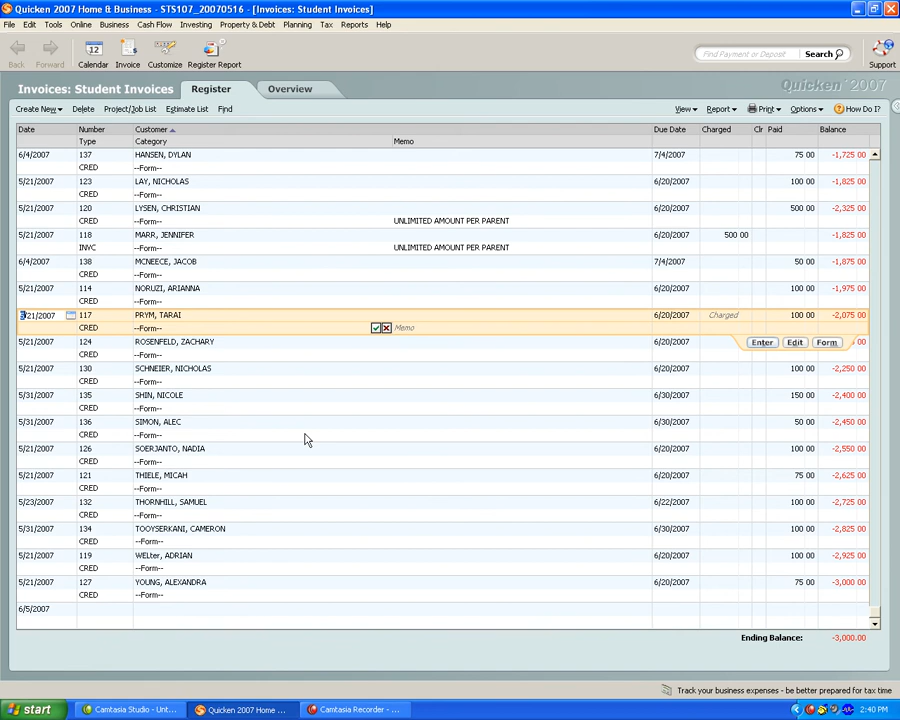 Quicken 2007 Home & Business - STS107_20070516 - [Invoices: Student Invoices]
File Edit Tools Online Business Cash Flow Investing Property & Debt Planning Tax Reports Help
Back Forward Calendar Invoice Customize Register Report Find Payment or Deposit Search Support
12
Invoices: Student Invoices Register Overview Quicken 2007
Create New Delete Project/Job List Estimate List Find View Report Print Options How Do I?
Date Number Customer Due Date Charged Clr Paid Balance
Type Category Memo
6/4/2007 137 HANSEN, DYLAN 7/4/2007 75 00 -1,725 00
CRED --Form--
5/21/2007 123 LAY, NICHOLAS 6/20/2007 100 00 -1,825 00
CRED --Form--
5/21/2007 120 LYSEN, CHRISTIAN 6/20/2007 500 00 -2,325 00
CRED --Form-- UNLIMITED AMOUNT PER PARENT
5/21/2007 118 MARR, JENNIFER 6/20/2007 500 00 -1,825 00
INVC --Form-- UNLIMITED AMOUNT PER PARENT
6/4/2007 138 MCNEECE, JACOB 7/4/2007 50 00 -1,875 00
CRED --Form--
5/21/2007 114 NORUZI, ARIANNA 6/20/2007 100 00 -1,975 00
CRED --Form--
5/21/2007 117 PRYM, TARAI 6/20/2007 Charged 100 00 -2,075 00
CRED --Form-- Memo
5/21/2007 124 ROSENFELD, ZACHARY 6/20/2007 Enter Edit Form
CRED --Form--
5/21/2007 130 SCHNEIER, NICHOLAS 6/20/2007 100 00 -2,250 00
CRED --Form--
5/31/2007 135 SHIN, NICOLE 6/30/2007 150 00 -2,400 00
CRED --Form--
5/31/2007 136 SIMON, ALEC 6/30/2007 50 00 -2,450 00
CRED --Form--
5/21/2007 126 SOERJANTO, NADIA 6/20/2007 100 00 -2,550 00
CRED --Form--
5/21/2007 121 THIELE, MICAH 6/20/2007 75 00 -2,625 00
CRED --Form--
5/23/2007 132 THORNHILL, SAMUEL 6/22/2007 100 00 -2,725 00
CRED --Form--
5/31/2007 134 TOOYSERKANI, CAMERON 6/30/2007 100 00 -2,825 00
CRED --Form--
5/21/2007 119 WELter, ADRIAN 6/20/2007 100 00 -2,925 00
CRED --Form--
5/21/2007 127 YOUNG, ALEXANDRA 6/20/2007 75 00 -3,000 00
CRED --Form--
6/5/2007
Ending Balance: -3,000.00
Track your business expenses - be better prepared for tax time
start Camtasia Studio - Unt... Quicken 2007 Home ... Camtasia Recorder - ... 2:40 PM